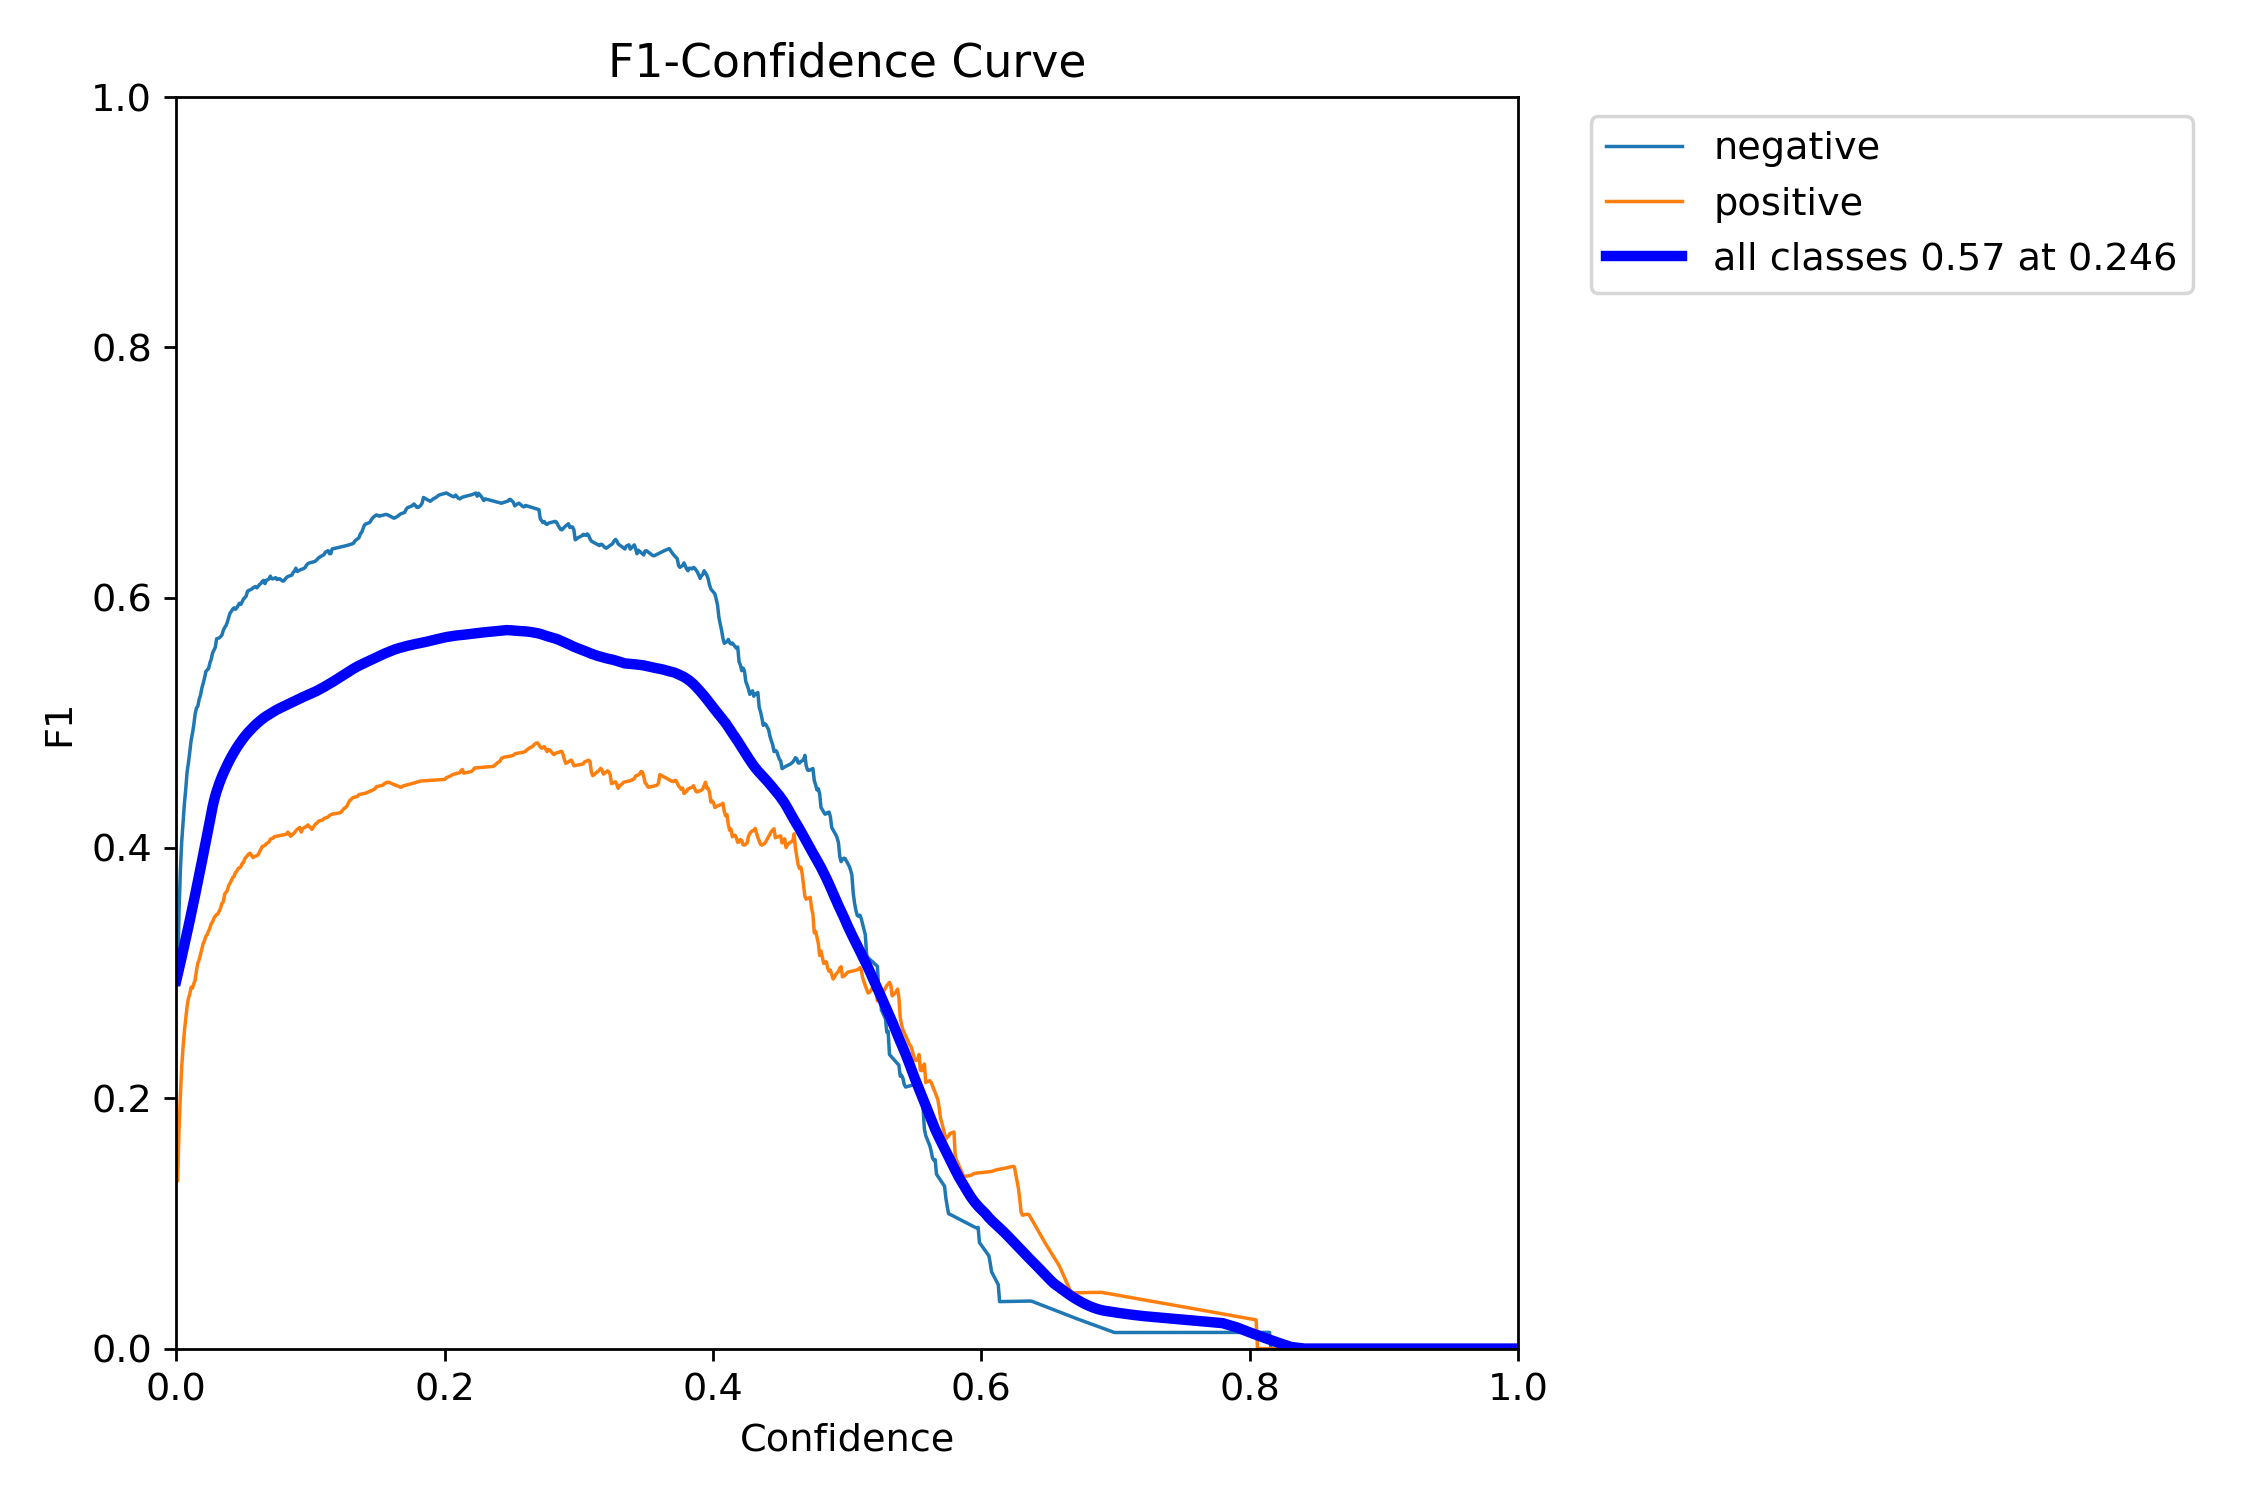 F1-Confidence Curve
negative
positive
all classes 0.57 at 0.246
1.0
0.8
0.6
0.4
0.2
0.0
F1
0.0 0.2 0.4 0.6 0.8 1.0
Confidence